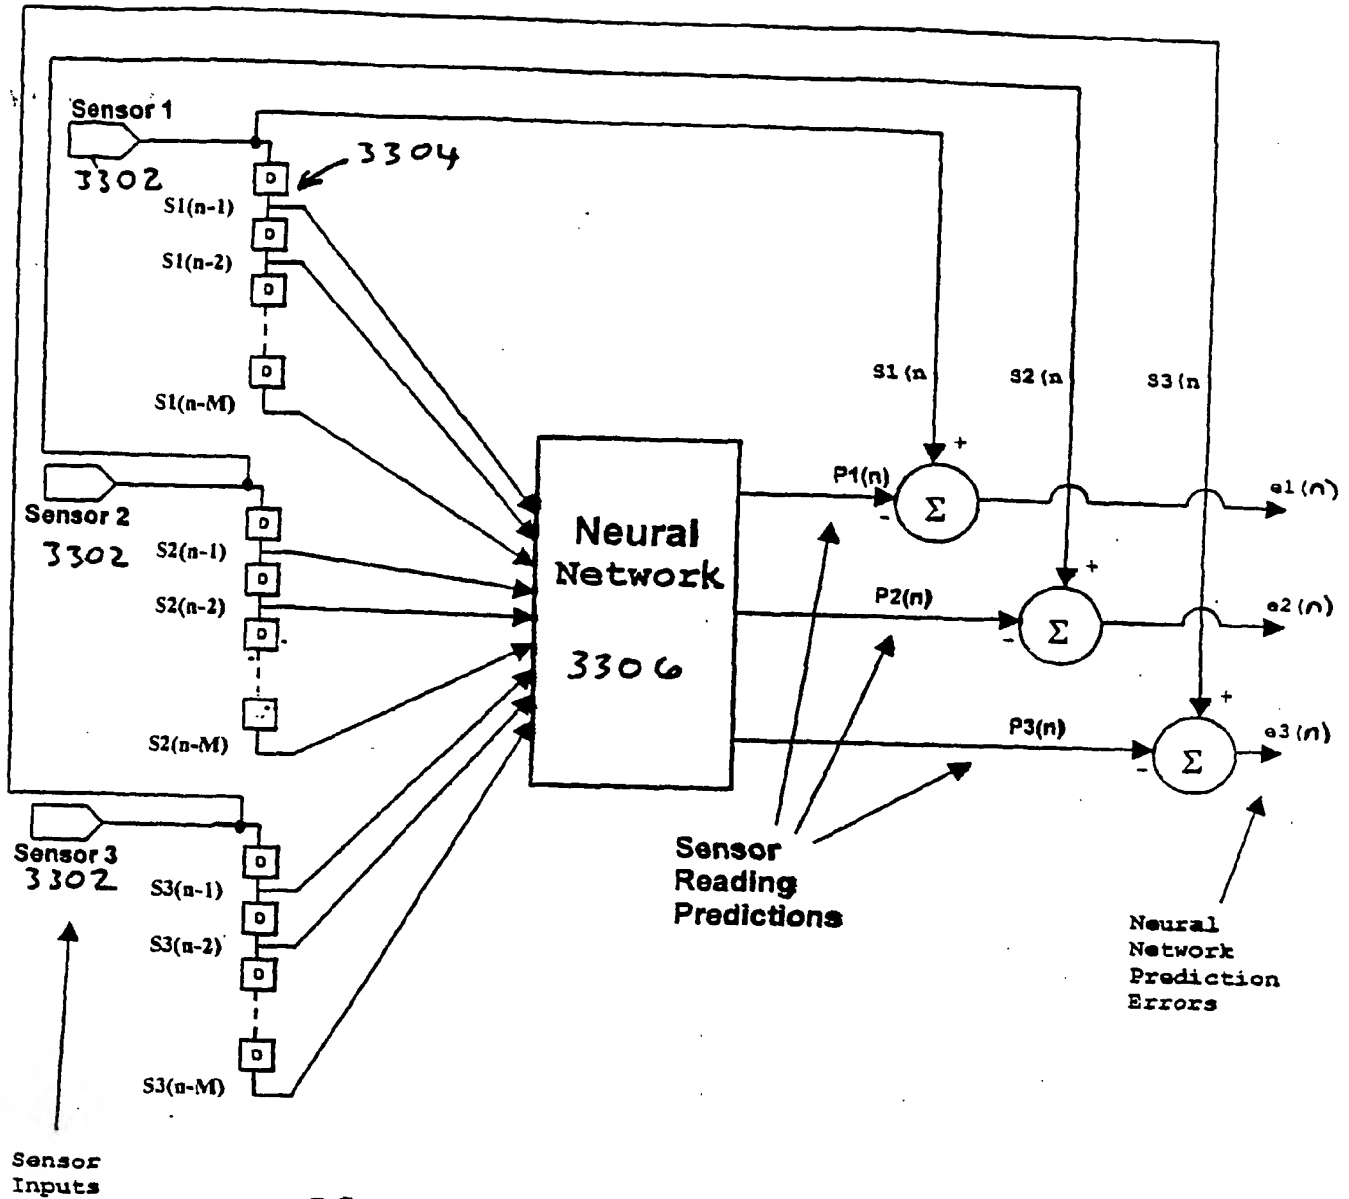 Sensor 1
3302
3304
D
S1(n-1)
D
S1(n-2)
D
D
S1(n-M)
S1(n
S2(n
S3(n
Sensor 2
3302
D
S2(n-1)
D
S2(n-2)
D
S2(n-M)
Neural
Network
3306
P1(n)
+
-
Σ
e1(n)
P2(n)
+
-
Σ
e2(n)
P3(n)
+
-
Σ
e3(n)
Sensor 3
3302
D
S3(n-1)
D
S3(n-2)
D
D
S3(n-M)
Sensor
Reading
Predictions
Neural
Network
Prediction
Errors
Sensor
Inputs